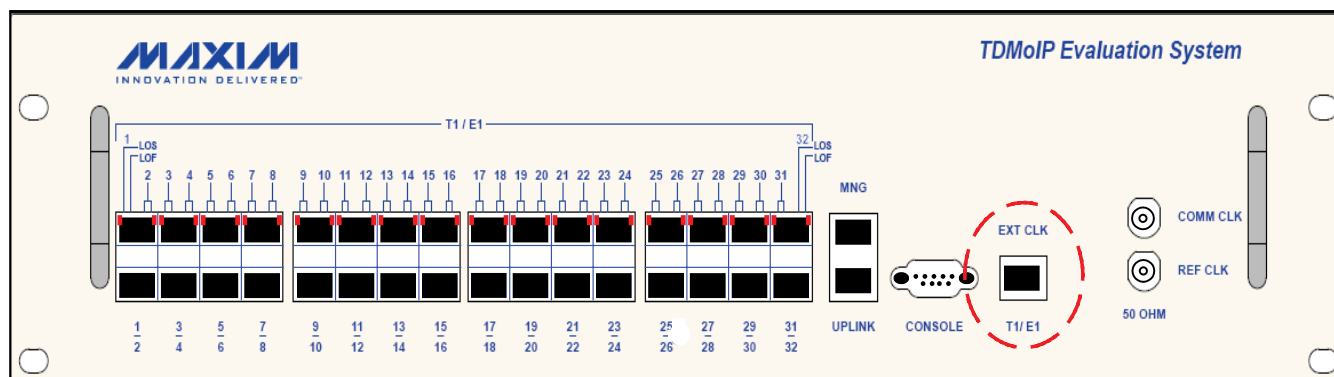 MAXIM
INNOVATION DELIVERED™
TDMoIP Evaluation System
T1 / E1
1 LOS LOF 2 3 4 5 6 7 8 9 10 11 12 13 14 15 16 17 18 19 20 21 22 23 24 25 26 27 28 29 30 31 32 LOS LOF
MNG
EXT CLK
COMM CLK
REF CLK
50 OHM
1 3 5 7 9 11 13 15 17 19 21 23 25 27 29 31
2 4 6 8 10 12 14 16 18 20 22 24 26 28 30 32
UPLINK CONSOLE T1/ E1